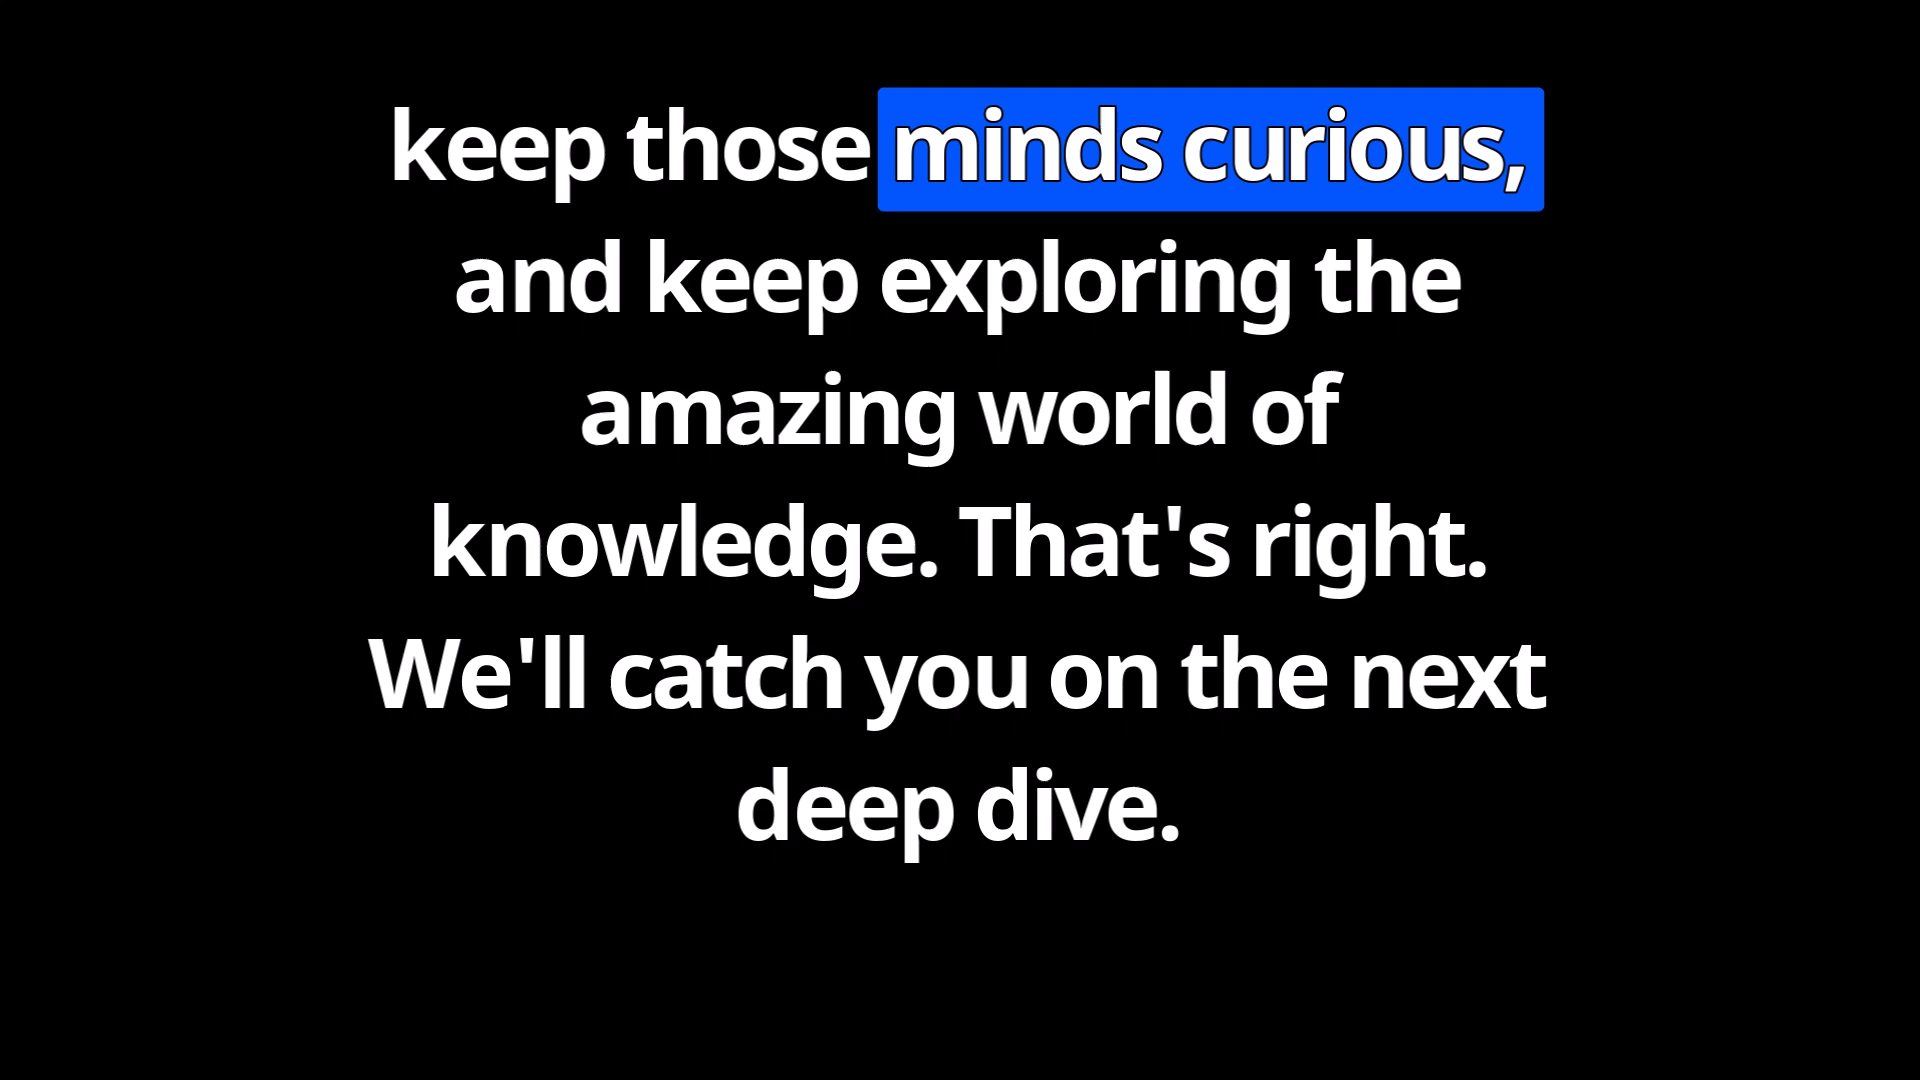 keep those minds curious,
and keep exploring the
amazing world of
knowledge. That's right.
We'll catch you on the next
deep dive.